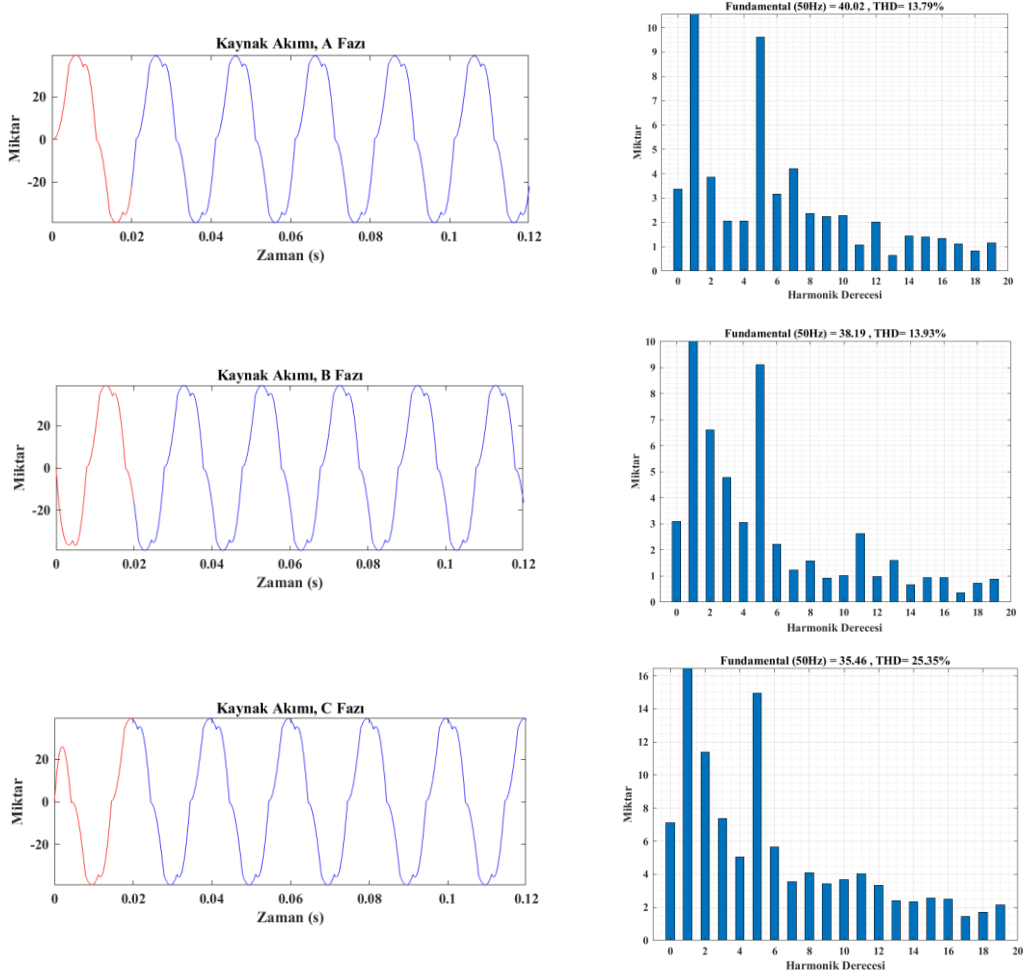 Kaynak Akımı, A Fazı
Miktar
20
0
-20
0 0.02 0.04 0.06 0.08 0.1 0.12
Zaman (s)
Fundamental (50Hz) = 40.02 , THD= 13.79%
Miktar
10
9
8
7
6
5
4
3
2
1
0
0 2 4 6 8 10 12 14 16 18 20
Harmonik Derecesi
Kaynak Akımı, B Fazı
Miktar
20
0
-20
0 0.02 0.04 0.06 0.08 0.1 0.12
Zaman (s)
Fundamental (50Hz) = 38.19 , THD= 13.93%
Miktar
10
9
8
7
6
5
4
3
2
1
0
0 2 4 6 8 10 12 14 16 18 20
Harmonik Derecesi
Kaynak Akımı, C Fazı
Miktar
20
0
-20
0 0.02 0.04 0.06 0.08 0.1 0.12
Zaman (s)
Fundamental (50Hz) = 35.46 , THD= 25.35%
Miktar
16
14
12
10
8
6
4
2
0
0 2 4 6 8 10 12 14 16 18 20
Harmonik Derecesi